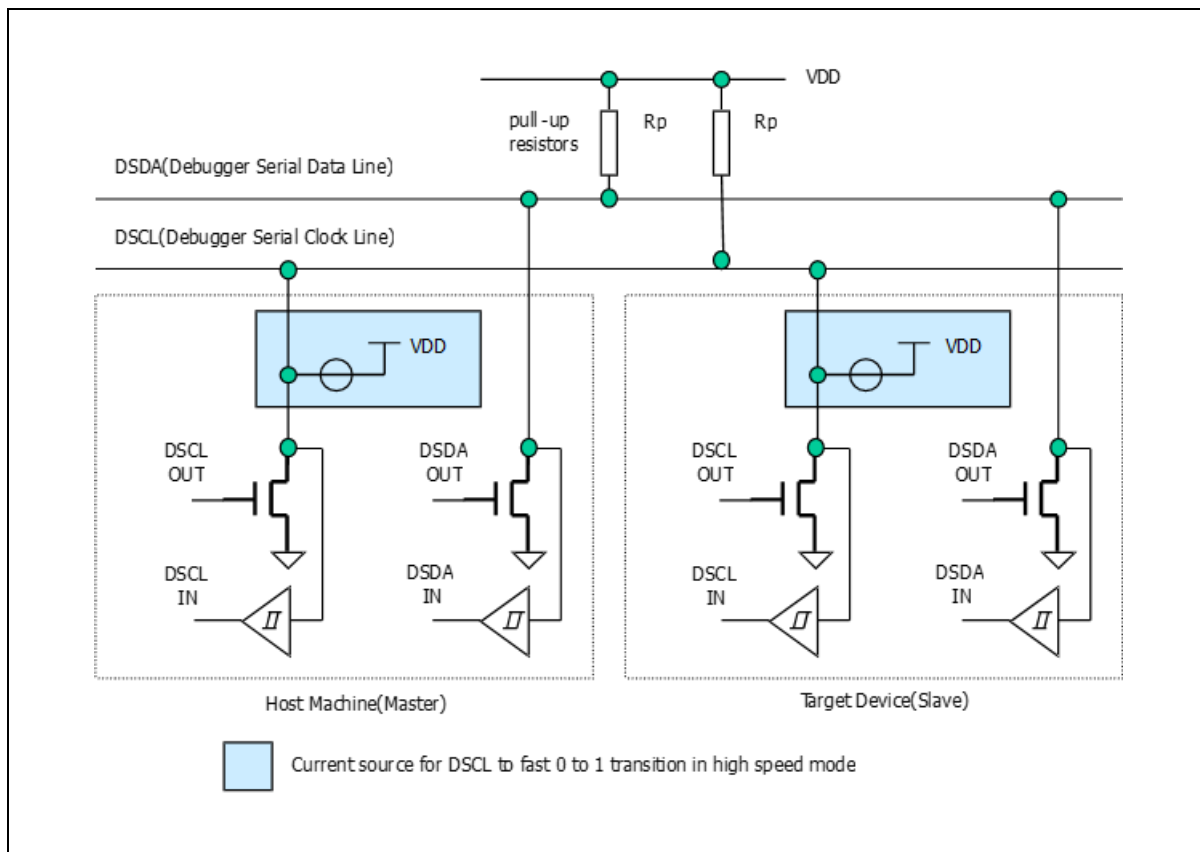 VDD
pull -up
resistors
Rp
Rp
DSDA(Debugger Serial Data Line)
DSCL(Debugger Serial Clock Line)
VDD
VDD
DSCL
OUT
DSDA
OUT
DSCL
OUT
DSDA
OUT
DSCL
IN
DSDA
IN
DSCL
IN
DSDA
IN
Host Machine(Master)
Target Device(Slave)
Current source for DSCL to fast 0 to 1 transition in high speed mode